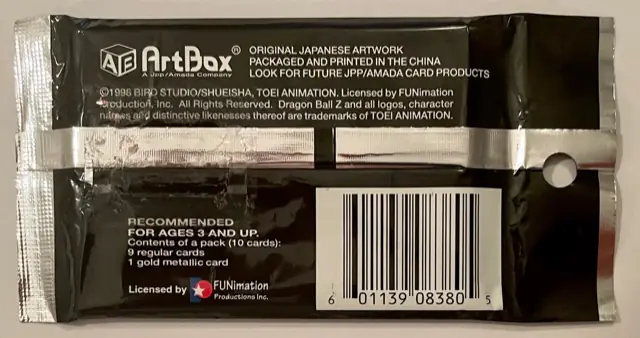 AB ArtBox®
A Jpp/Amada Company
ORIGINAL JAPANESE ARTWORK
PACKAGED AND PRINTED IN THE CHINA
LOOK FOR FUTURE JPP/AMADA CARD PRODUCTS
©1996 BIRD STUDIO/SHUEISHA, TOEI ANIMATION. Licensed by FUNimation
Production, Inc. All Rights Reserved. Dragon Ball Z and all logos, character
names and distinctive likenesses thereof are trademarks of TOEI ANIMATION.
RECOMMENDED
FOR AGES 3 AND UP.
Contents of a pack (10 cards):
9 regular cards
1 gold metallic card
Licensed by FUNimation
Productions Inc.
6 01139 08380 5